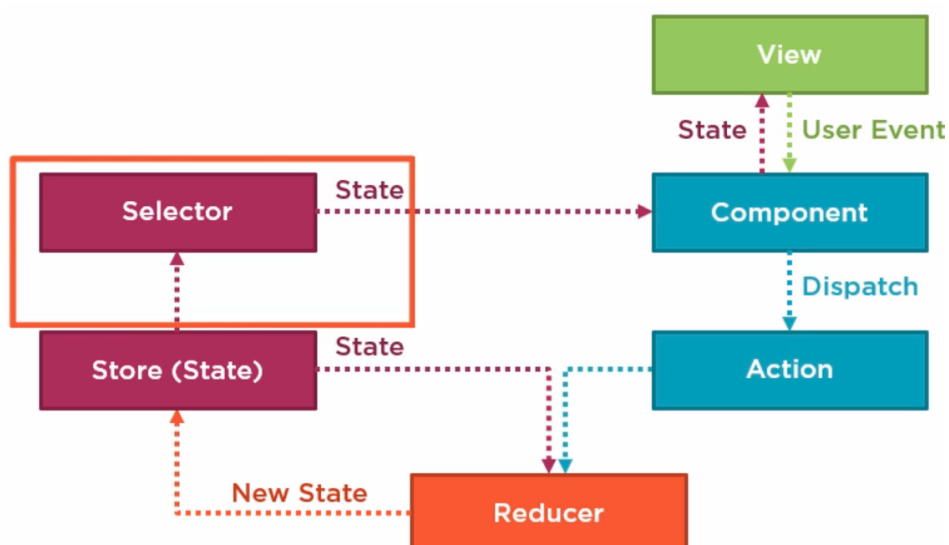 View
State
User Event
Selector
State
Component
Dispatch
Store (State)
State
Action
New State
Reducer